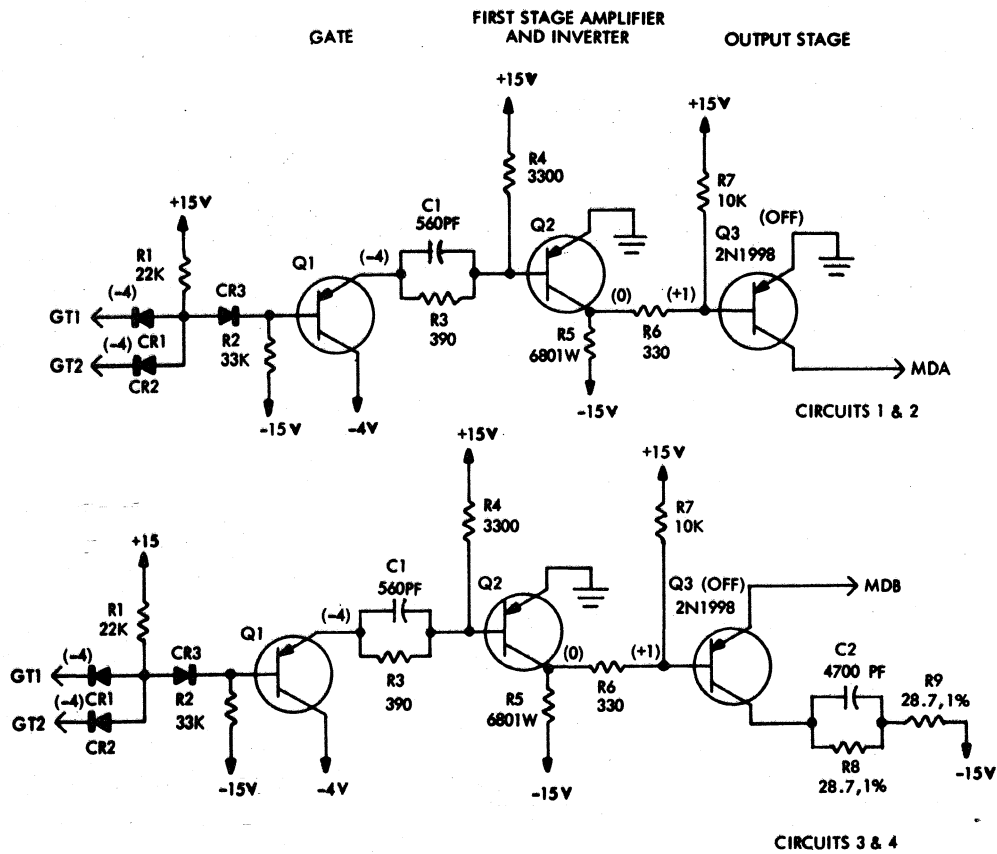 FIRST STAGE AMPLIFIER
GATE
AND INVERTER
OUTPUT STAGE
+15V
+15V
R4
3300
R7
10K
+15V
C1
560PF
Q2
(OFF)
Q3
2N1998
R1
22K
Q1
(-4)
(-4)
CR3
(0)
(+1)
GT1
CR1
R2
33K
R3
390
R5
6801W
R6
330
(-4)
GT2
CR2
MDA
-15V
-15V
-4V
CIRCUITS 1 & 2
+15V
+15V
R4
3300
R7
10K
+15
C1
560PF
Q2
Q3 (OFF)
2N1998
MDB
R1
22K
Q1
(-4)
(-4)
CR3
(0)
(+1)
C2
4700 PF
GT1
CR1
R2
33K
R3
390
R5
6801W
R6
330
R9
28.7,1%
(-4)
GT2
CR2
R8
28.7,1%
-15V
-15V
-4V
-15V
CIRCUITS 3 & 4